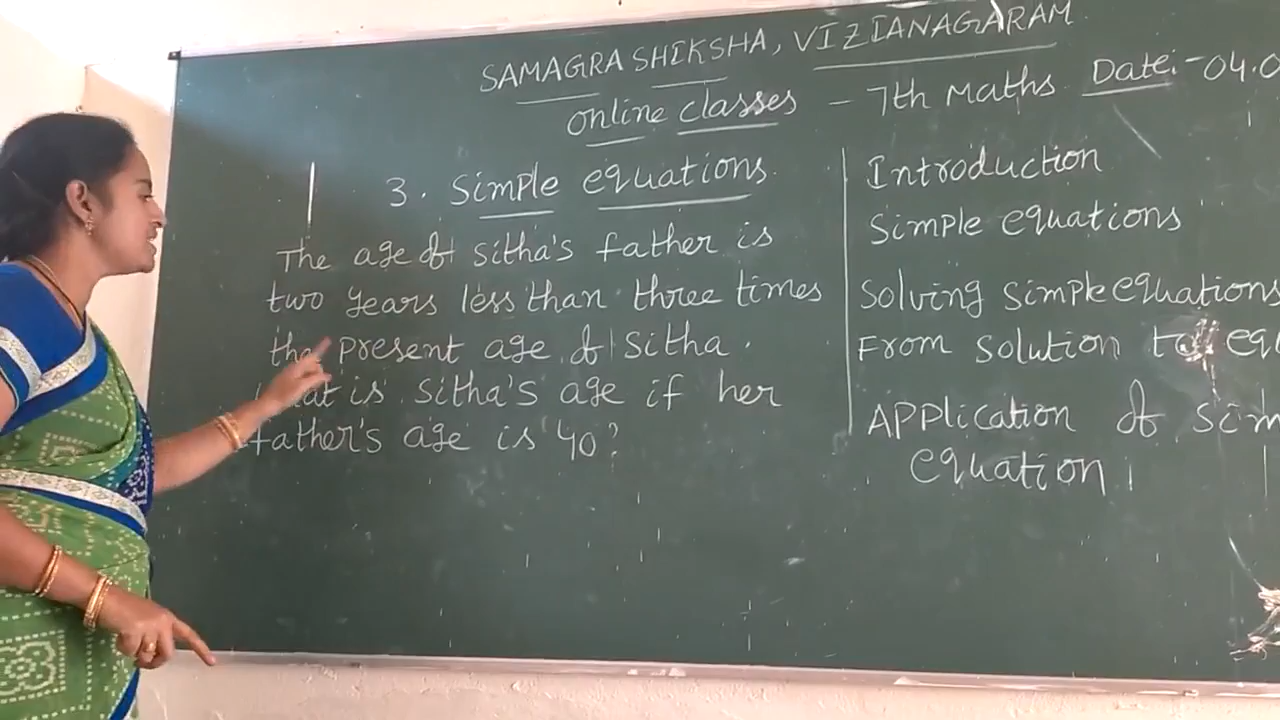 SAMAGRA SHIKSHA, VIZIANAGARAM
Online classes - 7th Maths Date:- 04.0
3. Simple equations
The age of sitha's father is
two years less than three times
the present age of sitha.
is sitha's age if her
father's age is 40?
Introduction
Simple equations
Solving simple equations
From solution to
Application of
equation